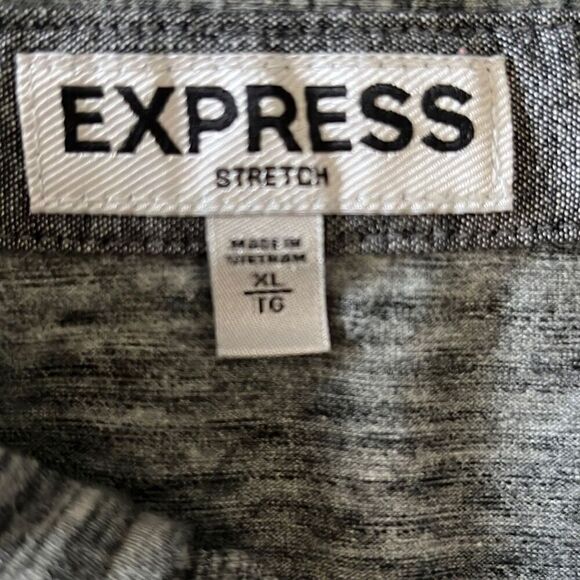 EXPRESS
STRETCH
MADE IN
VIETNAM
XL
TG